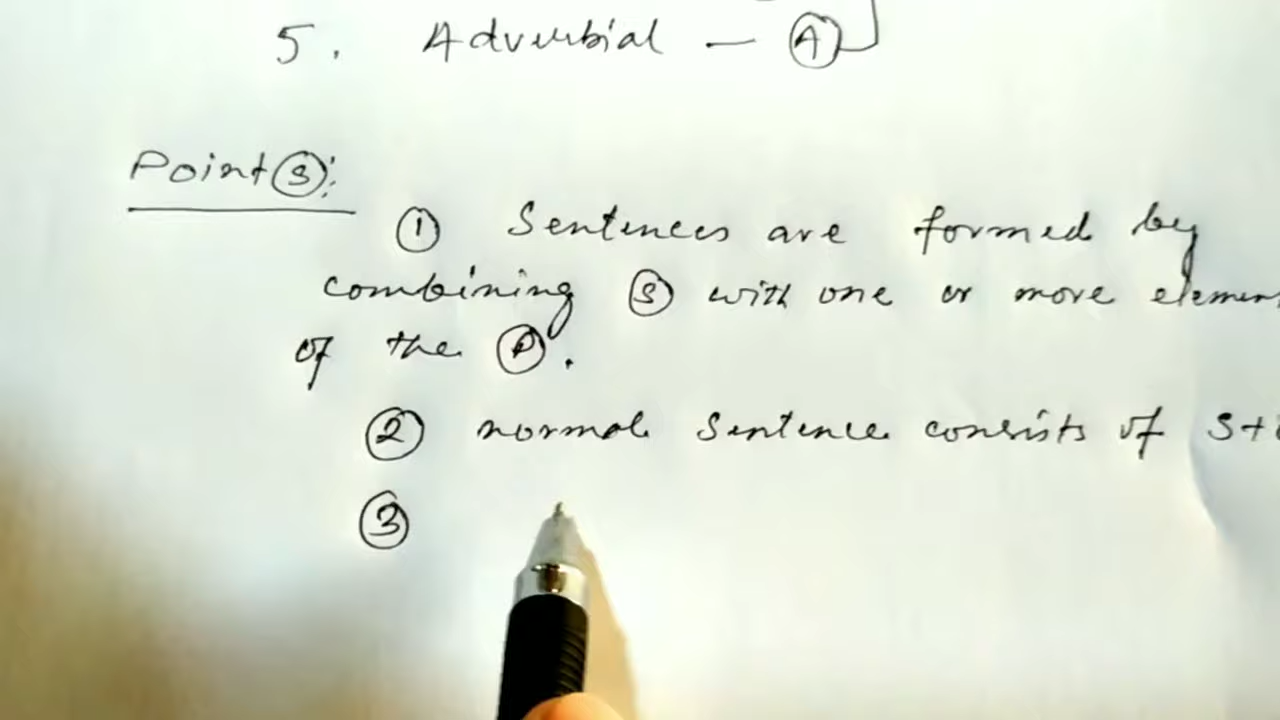 5. Adverbial — (A)
Point(s):
(1) Sentences are formed by
combining (S) with one or more elemen
of the (P).
(2) normal sentence consists of S+
(3)